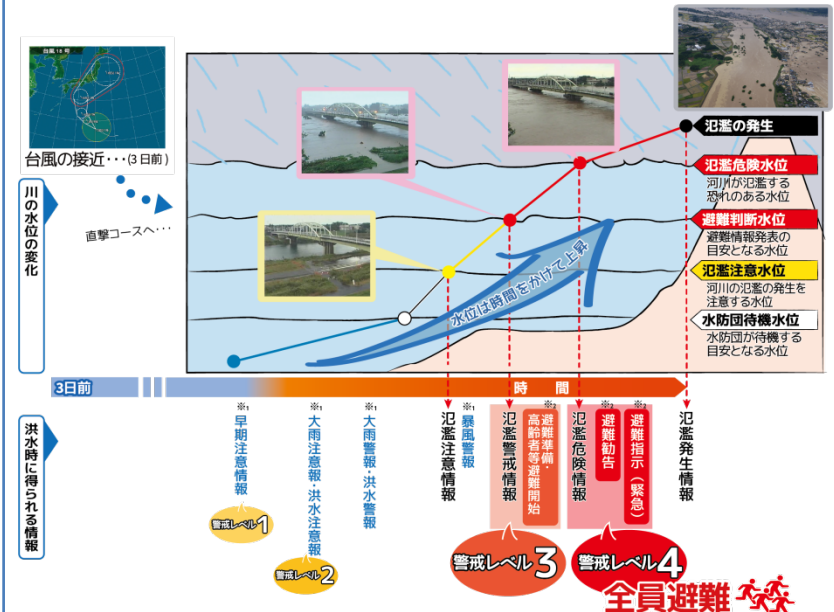 台風18号
台風の接近・・・(3日前)
直撃コースへ・・・
川の水位の変化
水位は時間をかけて上昇
氾濫の発生
氾濫危険水位
河川が氾濫する
恐れのある水位
避難判断水位
避難情報発表の
目安となる水位
氾濫注意水位
河川の氾濫の発生を
注意する水位
水防団待機水位
水防団が待機する
目安となる水位
3日前
時間
洪水時に得られる情報
※1
早期注意情報
※1
大雨注意報・洪水注意報
※1
大雨警報・洪水警報
氾濫注意情報
※1
暴風警報
氾濫警戒情報
※2
避難準備・
高齢者等避難開始
氾濫危険情報
※2
避難勧告
※2
避難指示(緊急)
氾濫発生情報
警戒レベル1
警戒レベル2
警戒レベル3
警戒レベル4
全員避難